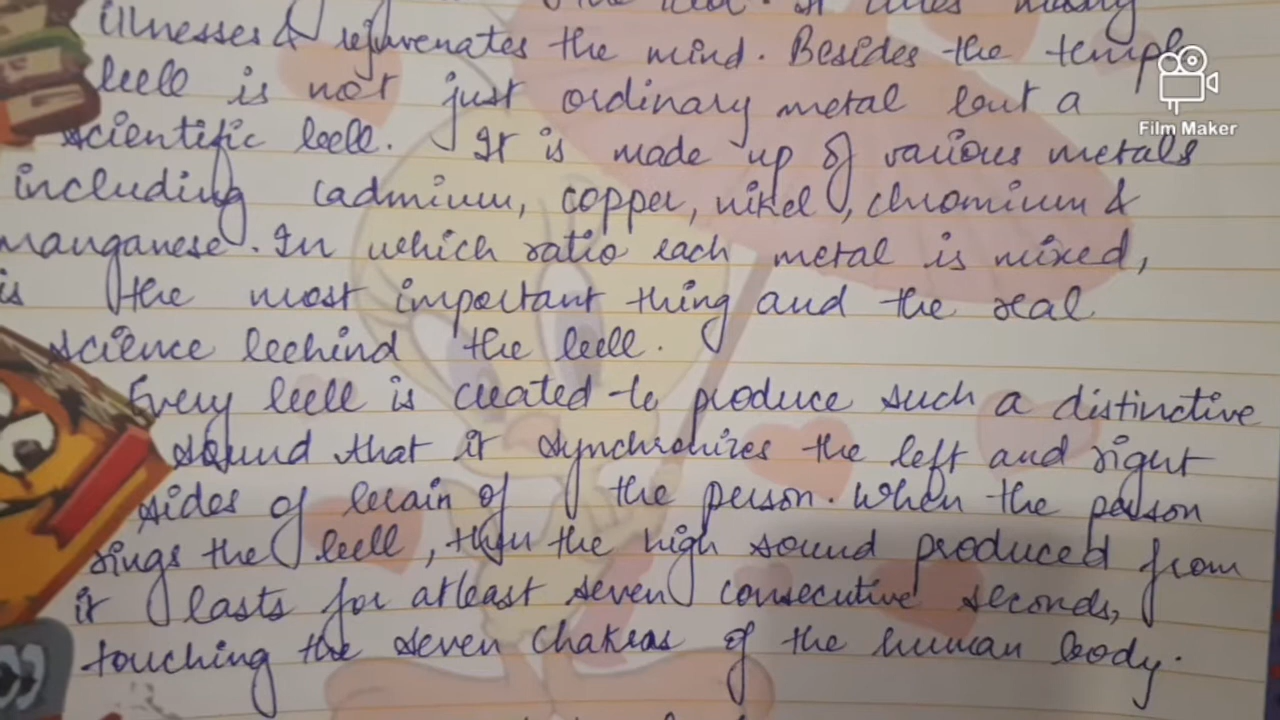 the idol. It cures many
illnesses & rejuvenates the mind. Besides the temple
bell is not just ordinary metal but a
scientific bell. It is made up of various metals
including cadmium, copper, nikel, chromium &
manganese. In which ratio each metal is mixed,
is the most important thing and the real
science behind the bell.
Every bell is created to produce such a distinctive
sound that it synchronizes the left and right
sides of brain of the person. When the person
rings the bell, then the high sound produced from
it lasts for atleast seven consecutive seconds,
touching the seven chakras of the human body.
Film Maker